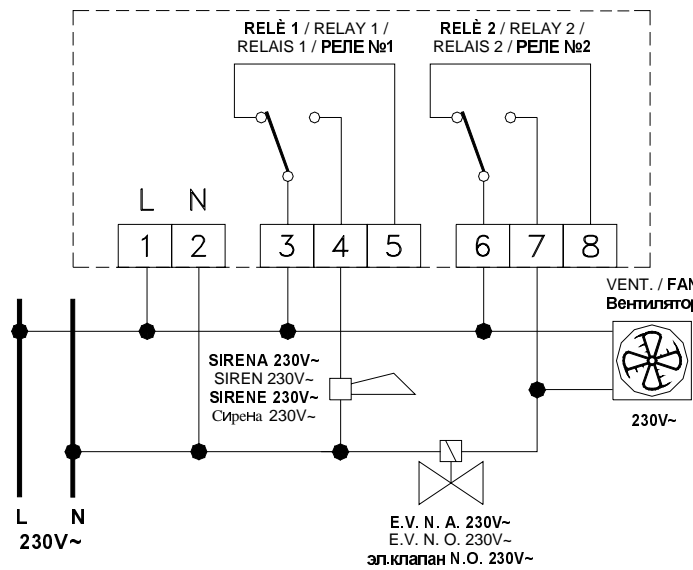 RELÈ 1 / RELAY 1 /
RELAIS 1 / РЕЛЕ №1
RELÈ 2 / RELAY 2 /
RELAIS 2 / РЕЛЕ №2
L N
1 2 3 4 5 6 7 8
VENT. / FAN
Вентилятор
230V~
SIRENA 230V~
SIREN 230V~
SIRENE 230V~
Сирена 230V~
E.V. N. A. 230V~
E.V. N. O. 230V~
эл.клапан N.O. 230V~
L N
230V~